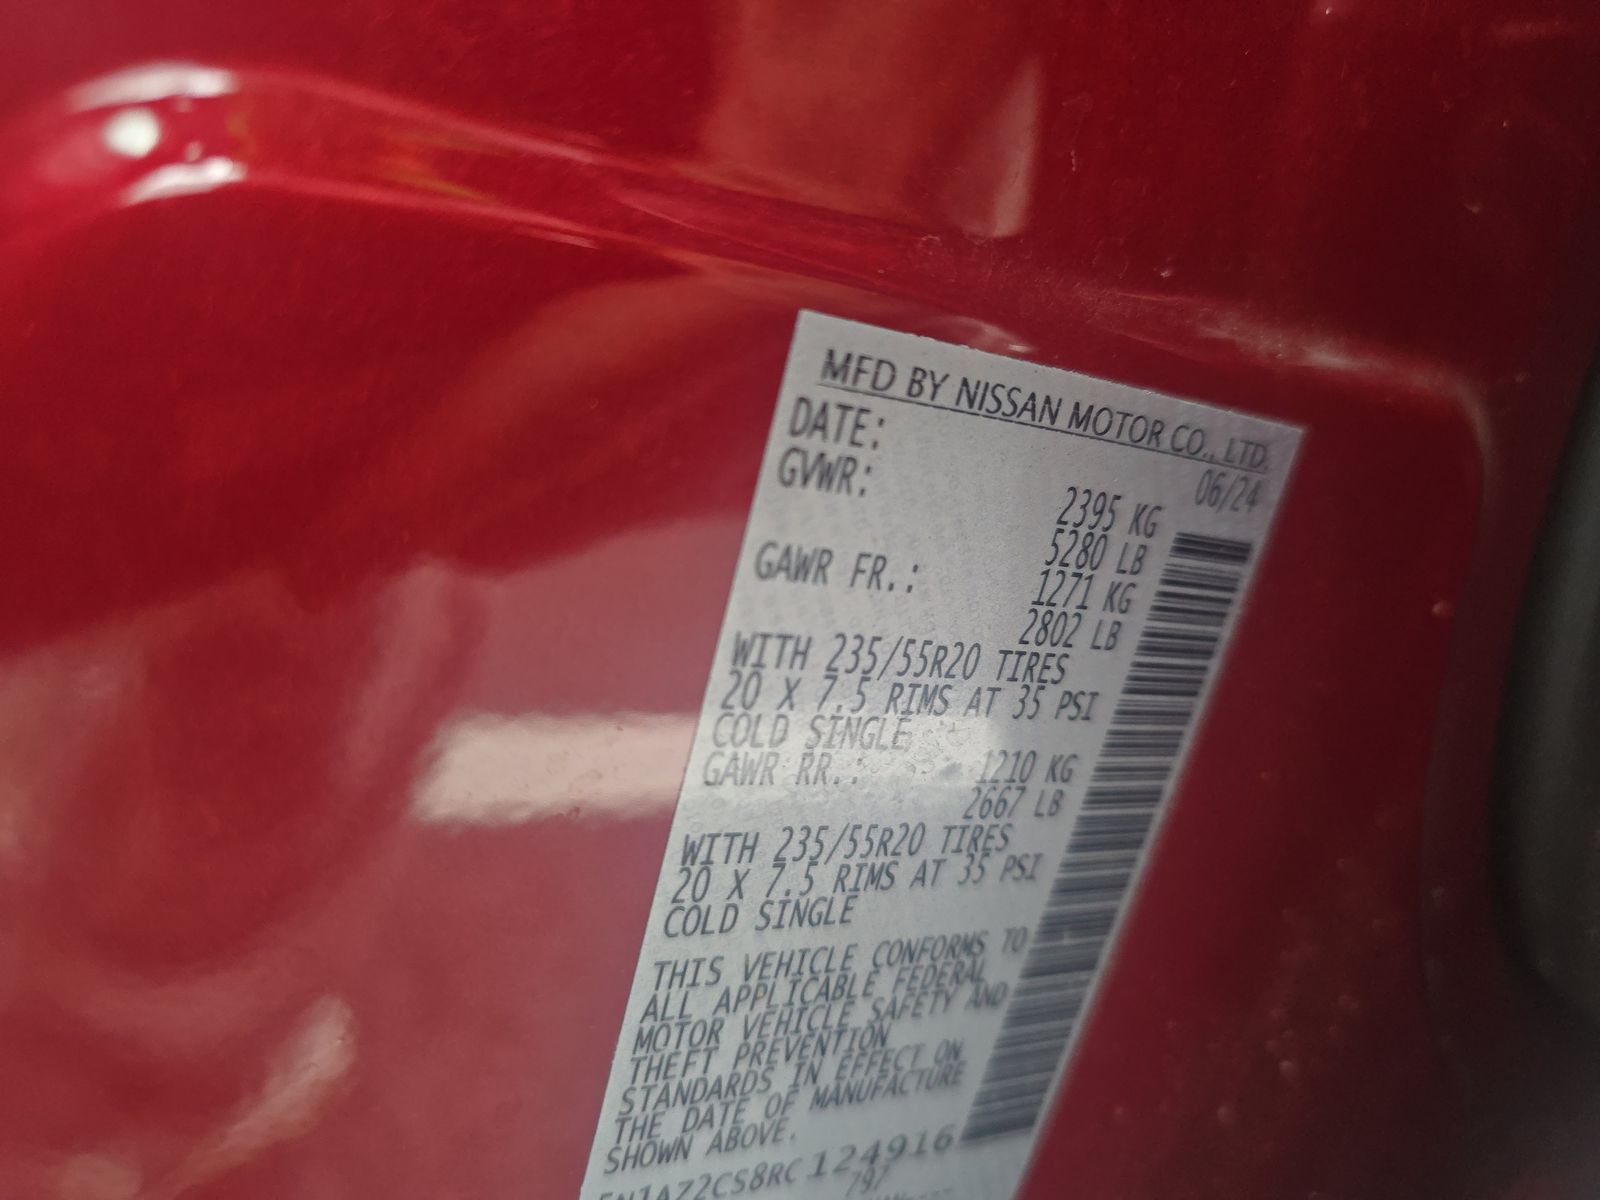 MFD BY NISSAN MOTOR CO., LTD.
DATE: 06/24
GVWR: 2395 KG
5280 LB
GAWR FR.: 1271 KG
2802 LB
WITH 235/55R20 TIRES
20 X 7.5 RIMS AT 35 PSI
COLD SINGLE
GAWR RR.: 1210 KG
2667 LB
WITH 235/55R20 TIRES
20 X 7.5 RIMS AT 35 PSI
COLD SINGLE
THIS VEHICLE CONFORMS TO
ALL APPLICABLE FEDERAL
MOTOR VEHICLE SAFETY AND
THEFT PREVENTION
STANDARDS IN EFFECT ON
THE DATE OF MANUFACTURE
SHOWN ABOVE.
5N1AZ2CS8RC124916
797